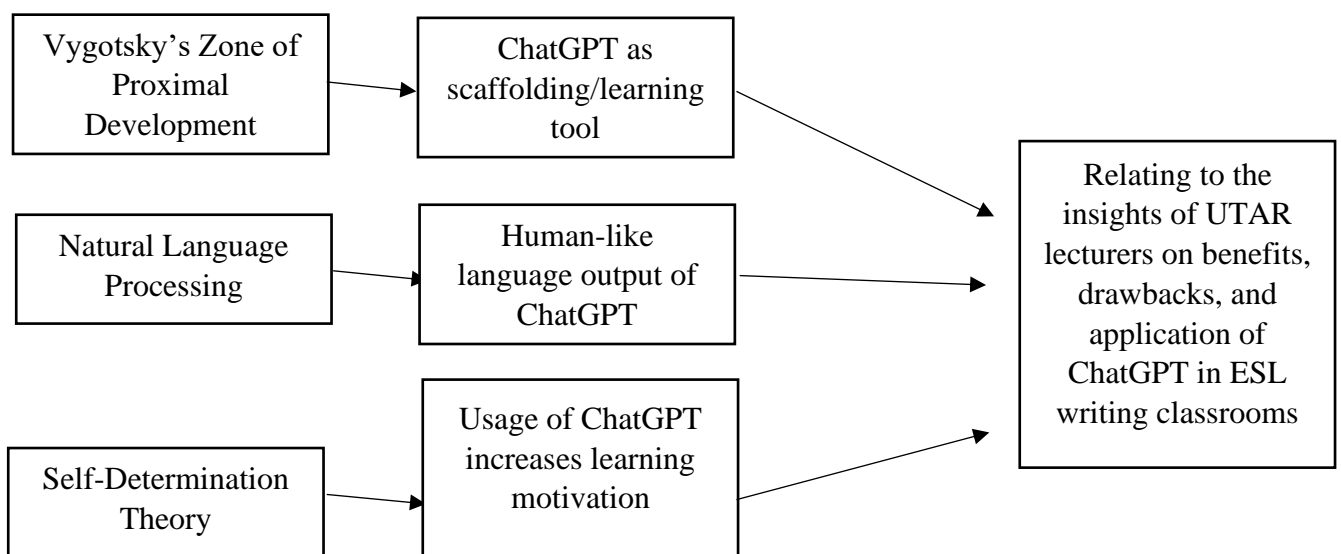 Vygotsky’s Zone of
Proximal
Development
ChatGPT as
scaffolding/learning
tool
Natural Language
Processing
Human-like
language output of
ChatGPT
Self-Determination
Theory
Usage of ChatGPT
increases learning
motivation
Relating to the
insights of UTAR
lecturers on benefits,
drawbacks, and
application of
ChatGPT in ESL
writing classrooms